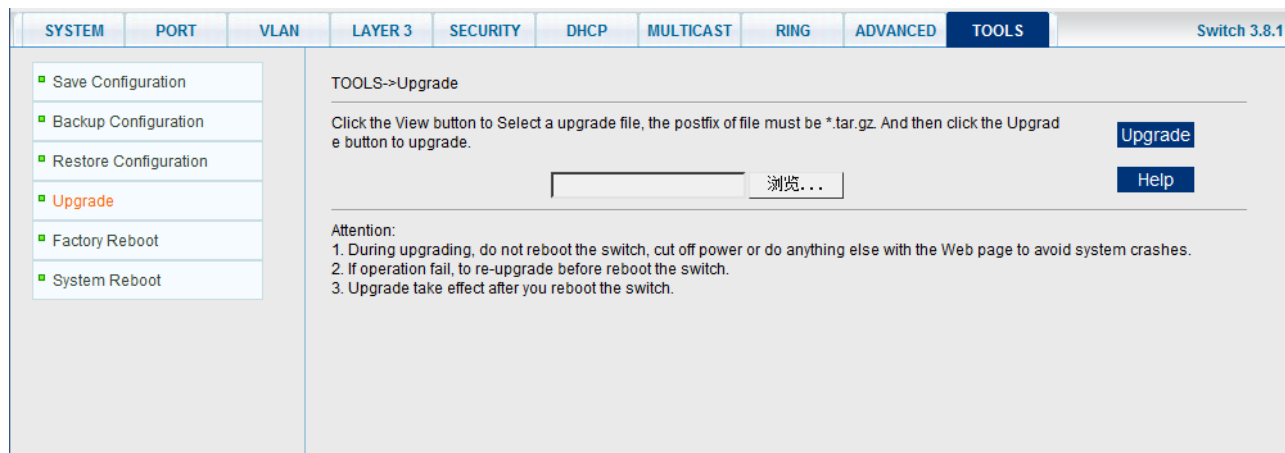 SYSTEM PORT VLAN LAYER 3 SECURITY DHCP MULTICAST RING ADVANCED TOOLS Switch 3.8.1
Save Configuration
Backup Configuration
Restore Configuration
Upgrade
Factory Reboot
System Reboot
TOOLS->Upgrade
Click the View button to Select a upgrade file, the postfix of file must be *.tar.gz. And then click the Upgrad
e button to upgrade.
Upgrade
浏览...
Help
Attention:
1. During upgrading, do not reboot the switch, cut off power or do anything else with the Web page to avoid system crashes.
2. If operation fail, to re-upgrade before reboot the switch.
3. Upgrade take effect after you reboot the switch.